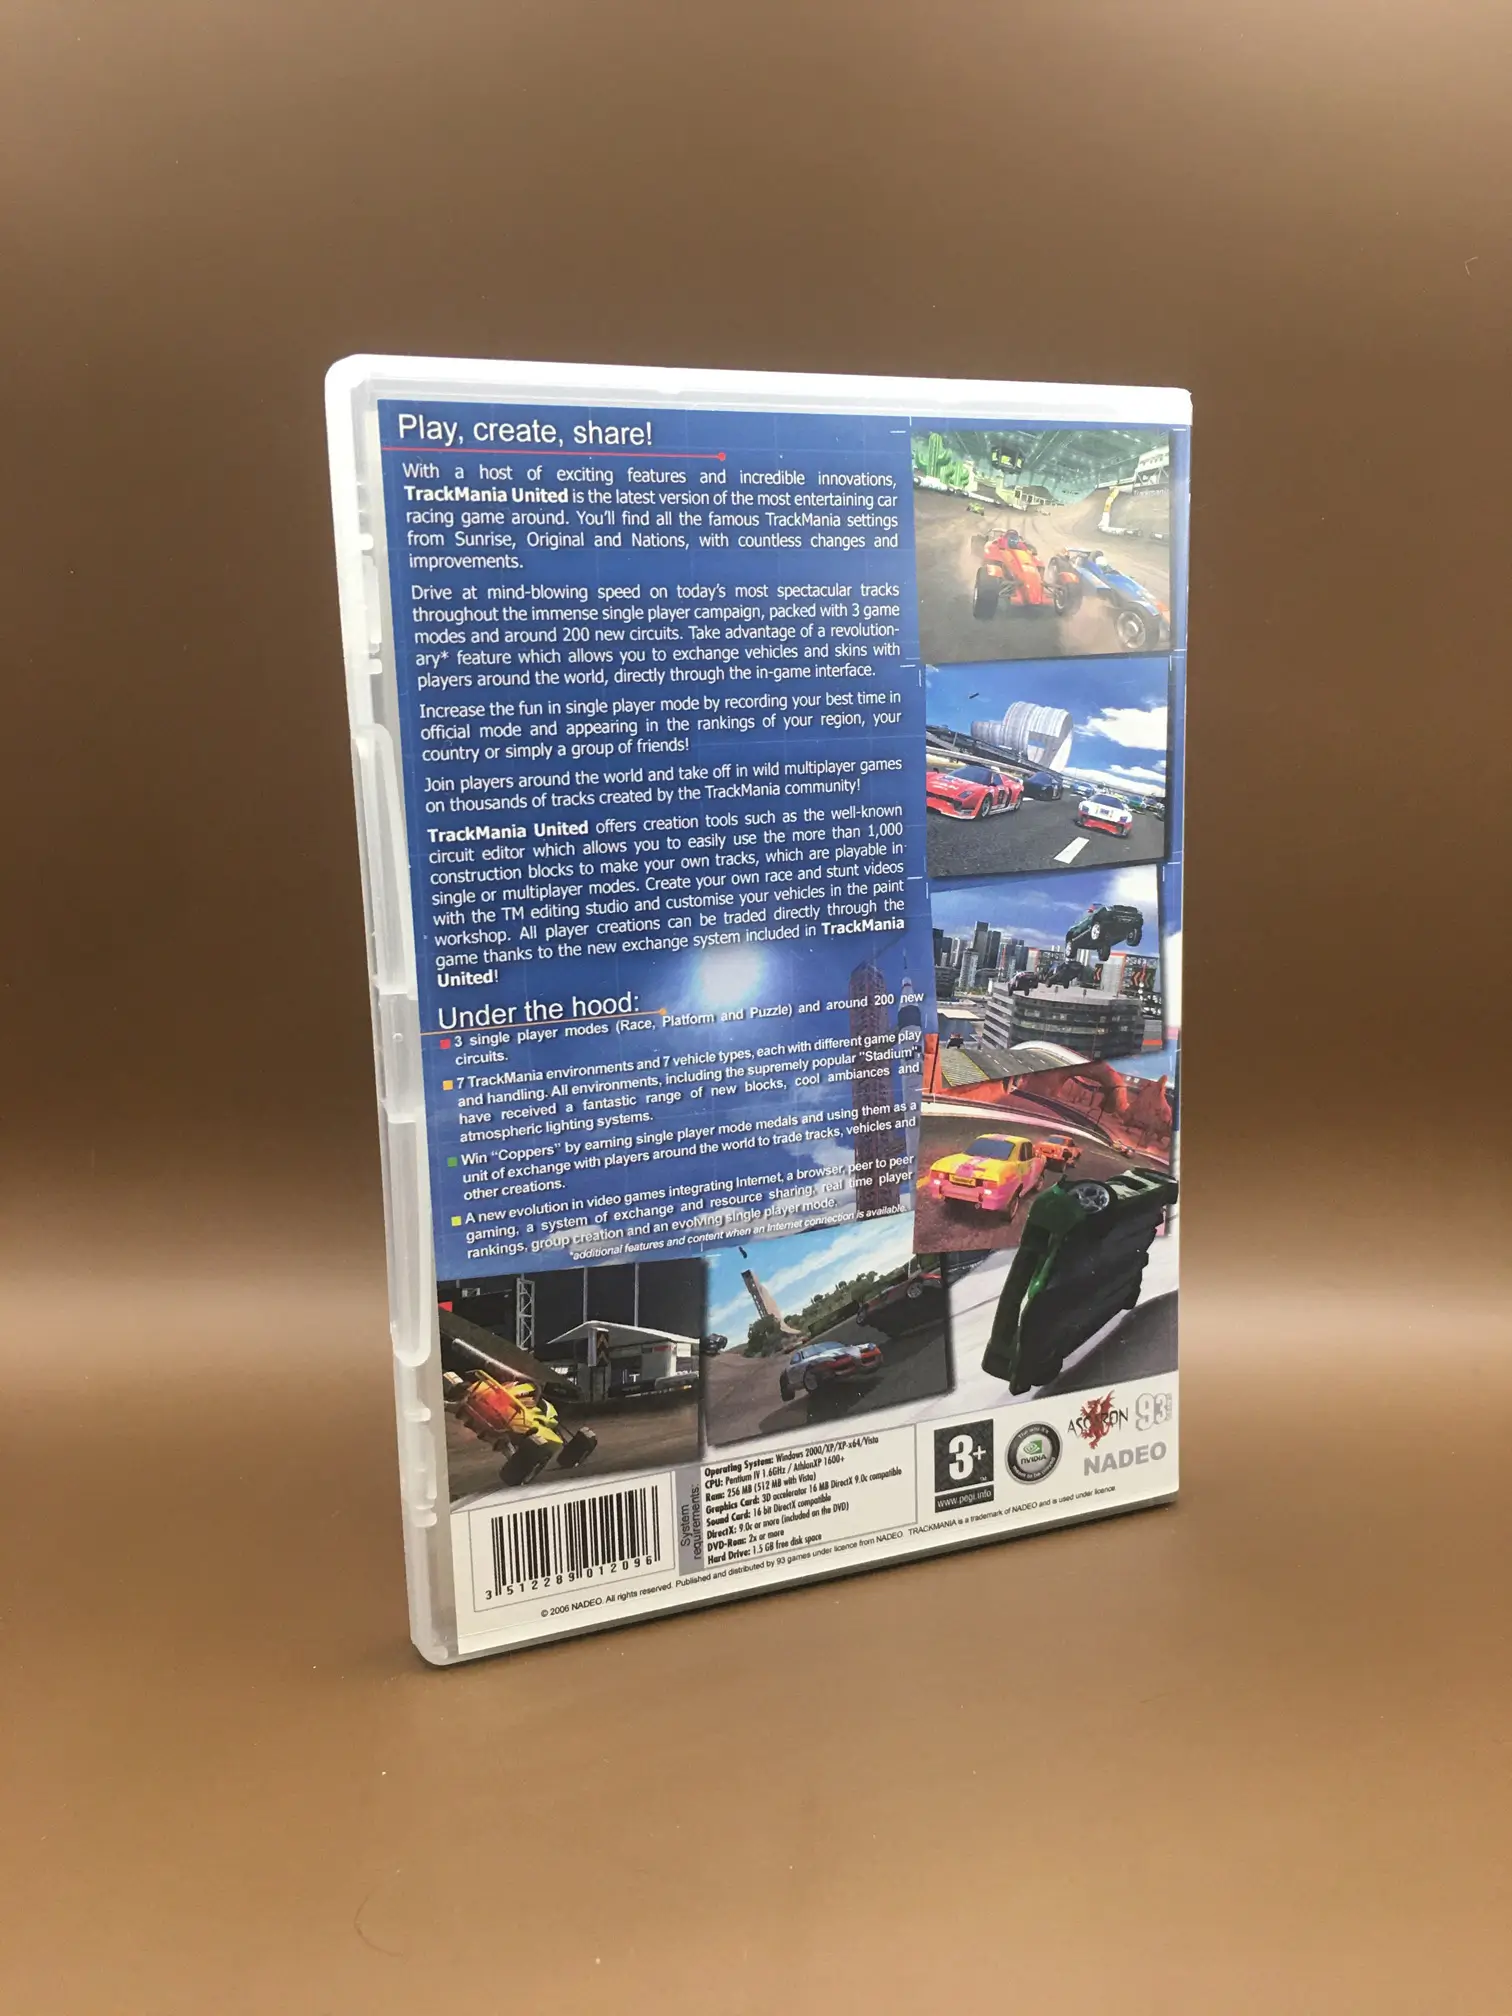 Play, create, share!
With a host of exciting features and incredible innovations,
TrackMania United is the latest version of the most entertaining car
racing game around. You'll find all the famous TrackMania settings
from Sunrise, Original and Nations, with countless changes and
improvements.
Drive at mind-blowing speed on today's most spectacular tracks
throughout the immense single player campaign, packed with 3 game
modes and around 200 new circuits. Take advantage of a revolution-
ary* feature which allows you to exchange vehicles and skins with
players around the world, directly through the in-game interface.
Increase the fun in single player mode by recording your best time in
official mode and appearing in the rankings of your region, your
country or simply a group of friends!
Join players around the world and take off in wild multiplayer games
on thousands of tracks created by the TrackMania community!
TrackMania United offers creation tools such as the well-known
circuit editor which allows you to easily use the more than 1,000
construction blocks to make your own tracks, which are playable in
single or multiplayer modes. Create your own race and stunt videos
with the TM editing studio and customise your vehicles in the paint
workshop. All player creations can be traded directly through the
game thanks to the new exchange system included in TrackMania
United!
Under the hood:
3 single player modes (Race, Platform and Puzzle) and around 200 new
circuits.
7 TrackMania environments and 7 vehicle types, each with different game play
and handling. All environments, including the supremely popular "Stadium",
have received a fantastic range of new blocks, cool ambiances and
atmospheric lighting systems.
Win "Coppers" by earning single player mode medals and using them as a
unit of exchange with players around the world to trade tracks, vehicles and
other creations.
A new evolution in video games integrating Internet, a browser, peer to peer
gaming, a system of exchange and resource sharing, real time player
rankings, group creation and an evolving single player mode.
*additional features and content when an Internet connection is available.
System
requirements:
Operating System: Windows 2000/XP/XP-x64/Vista
CPU: Pentium IV 1.6GHz / AthlonXP 1600+
Ram: 256 MB (512 MB with Vista)
Graphics Card: 3D accelerator 16 MB DirectX 9.0c compatible
Sound Card: 16 bit DirectX compatible
DirectX: 9.0c or more (included on the DVD)
DVD-Rom: 2x or more
Hard Drive: 1.5 GB free disk space
3+
www.pegi.info
NVIDIA
ASCARON
93
NADEO
3 512289 012096
© 2006 NADEO. All rights reserved. Published and distributed by 93 games under licence from NADEO. TRACKMANIA is a trademark of NADEO and is used under licence.